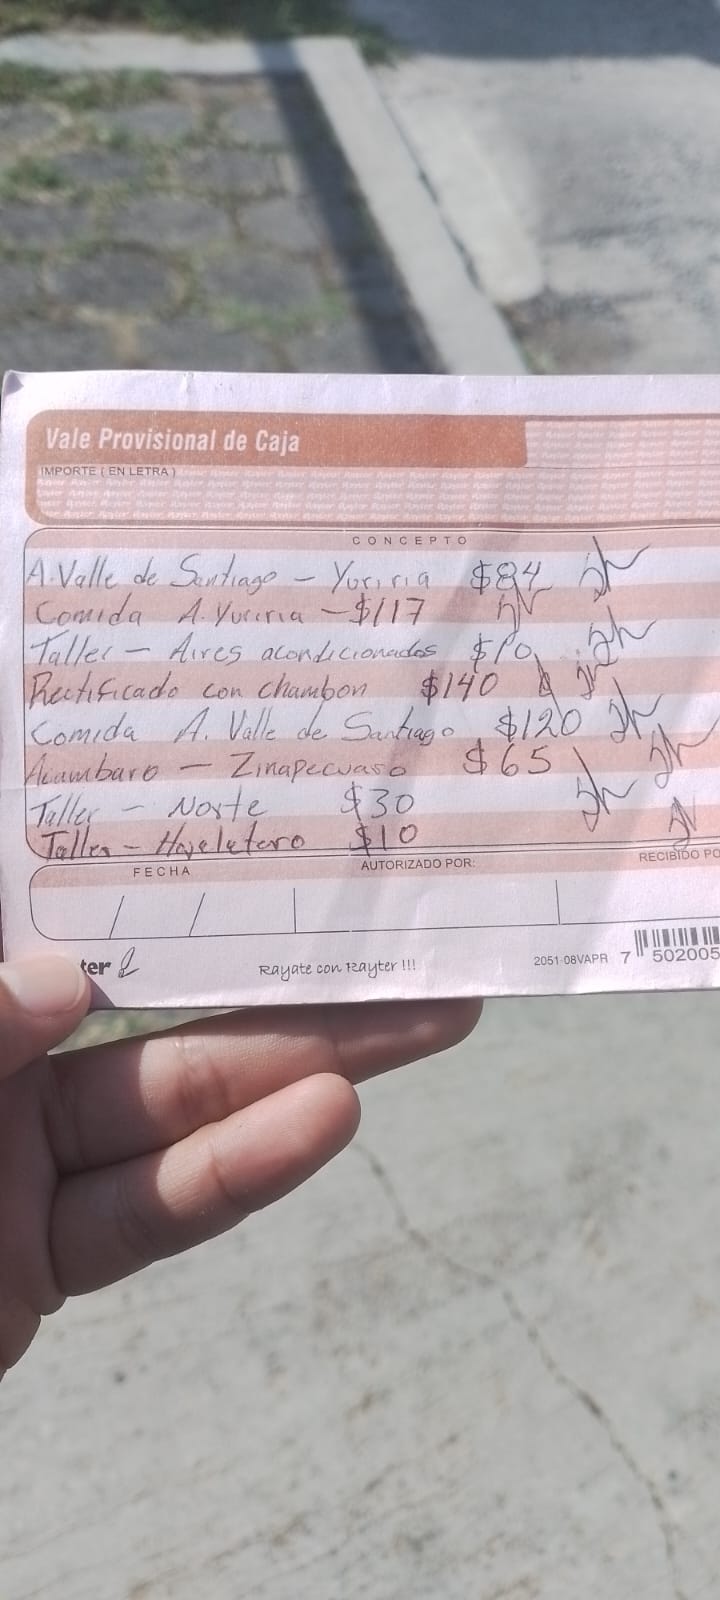 Vale Provisional de Caja
IMPORTE ( EN LETRA )
CONCEPTO
A. Valle de Santiago - Yuriria $84
Comida A. Yuriria - $117
Taller - Aires acondicionados $10
Rectificado con chambon $140
Comida A. Valle de Santiago $120
Acambaro - Zinapecuaro $65
Taller - Norte $30
Taller - $10
FECHA AUTORIZADO POR: RECIBIDO PO
/ /
ter
Rayate con Rayter !!!
2051-08VAPR 7 502005